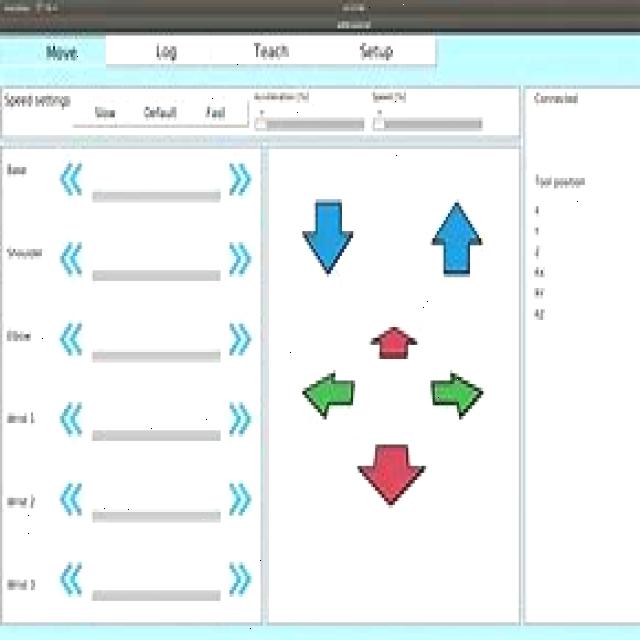 Move Log Teach Setup
Speed settings
Slow Default Fast
Acceleration [%] Speed [%]
Connected
Base
Tool position
X
Y
Shoulder
Z
RX
RY
RZ
Elbow
Wrist 1
Wrist 2
Wrist 3